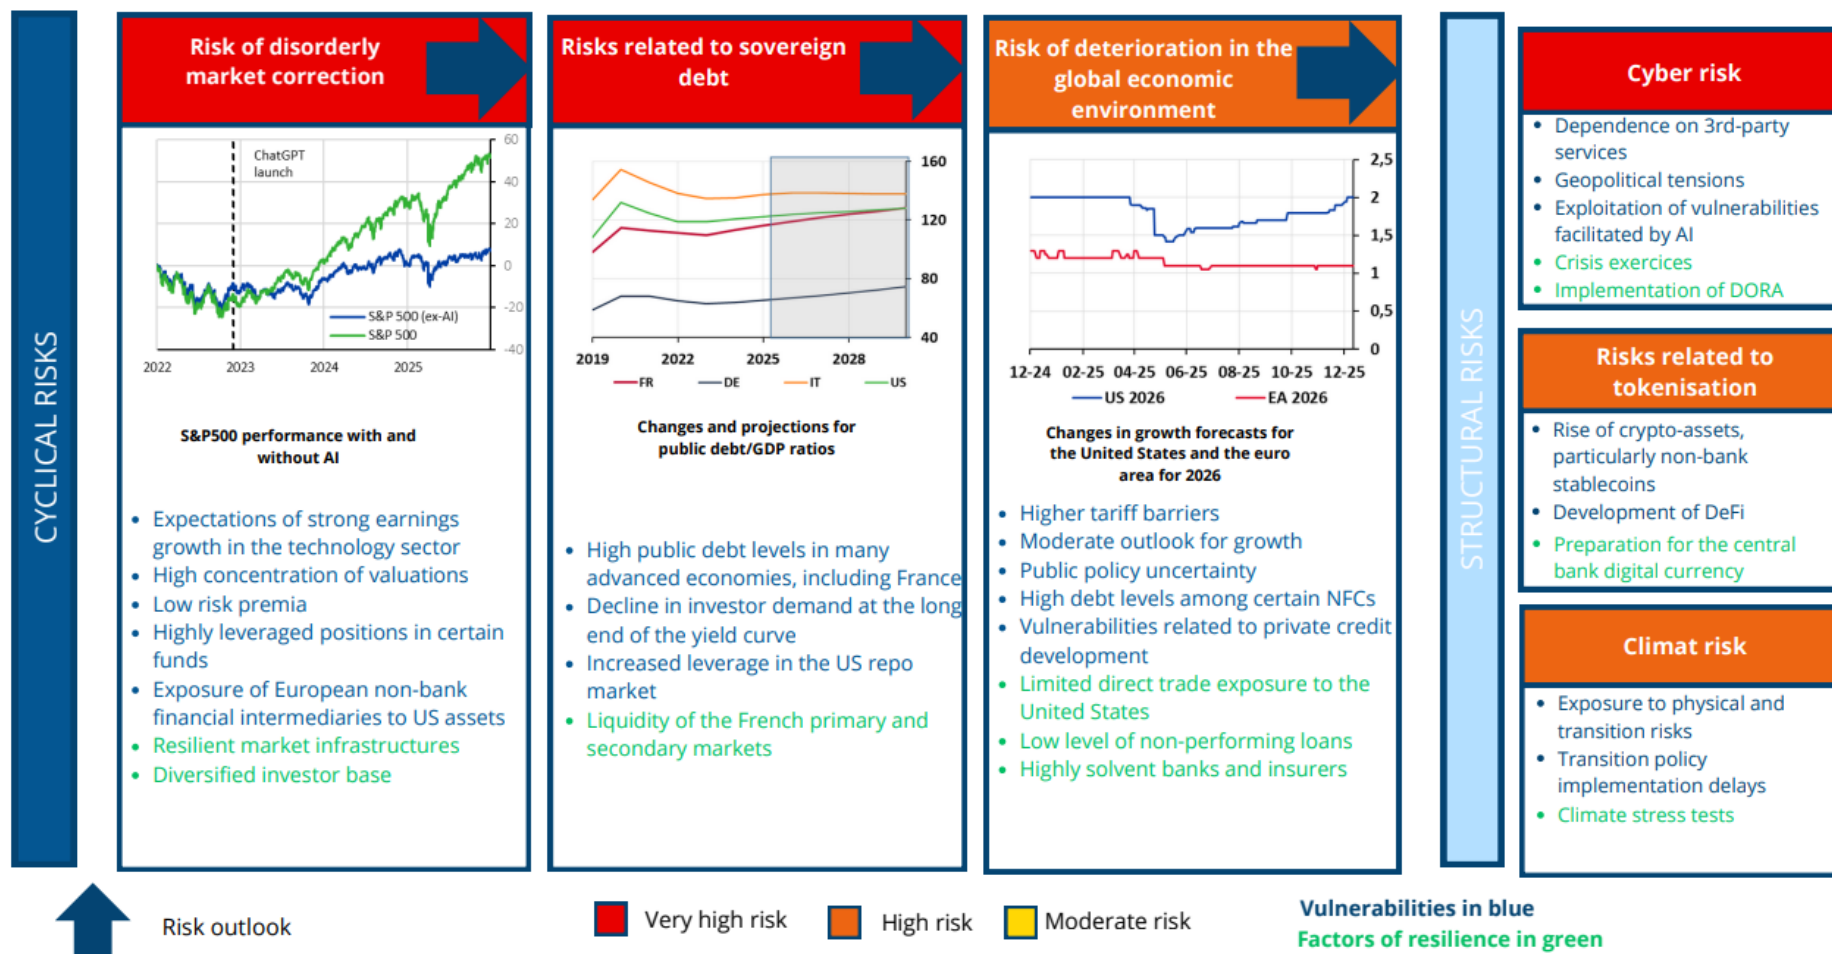 CYCLICAL RISKS
Risk of disorderly
market correction
60
40
20
0
-20
-40
ChatGPT
launch
S&P 500 (ex-AI)
S&P 500
2022
2023
2024
2025
S&P500 performance with and
without AI
• Expectations of strong earnings
growth in the technology sector
• High concentration of valuations
• Low risk premia
• Highly leveraged positions in certain
funds
• Exposure of European non-bank
financial intermediaries to US assets
• Resilient market infrastructures
• Diversified investor base
Risks related to sovereign
debt
160
120
80
40
2019
2022
2025
2028
FR
DE
IT
US
Changes and projections for
public debt/GDP ratios
• High public debt levels in many
advanced economies, including France
• Decline in investor demand at the long
end of the yield curve
• Increased leverage in the US repo
market
• Liquidity of the French primary and
secondary markets
Risk of deterioration in the
global economic
environment
2,5
2
1,5
1
0,5
0
12-24 02-25 04-25 06-25 08-25 10-25 12-25
US 2026
EA 2026
Changes in growth forecasts for
the United States and the euro
area for 2026
• Higher tariff barriers
• Moderate outlook for growth
• Public policy uncertainty
• High debt levels among certain NFCs
• Vulnerabilities related to private credit
development
• Limited direct trade exposure to the
United States
• Low level of non-performing loans
• Highly solvent banks and insurers
STRUCTURAL RISKS
Cyber risk
• Dependence on 3rd-party
services
• Geopolitical tensions
• Exploitation of vulnerabilities
facilitated by AI
• Crisis exercices
• Implementation of DORA
Risks related to
tokenisation
• Rise of crypto-assets,
particularly non-bank
stablecoins
• Development of DeFi
• Preparation for the central
bank digital currency
Climat risk
• Exposure to physical and
transition risks
• Transition policy
implementation delays
• Climate stress tests
Risk outlook
Very high risk
High risk
Moderate risk
Vulnerabilities in blue
Factors of resilience in green